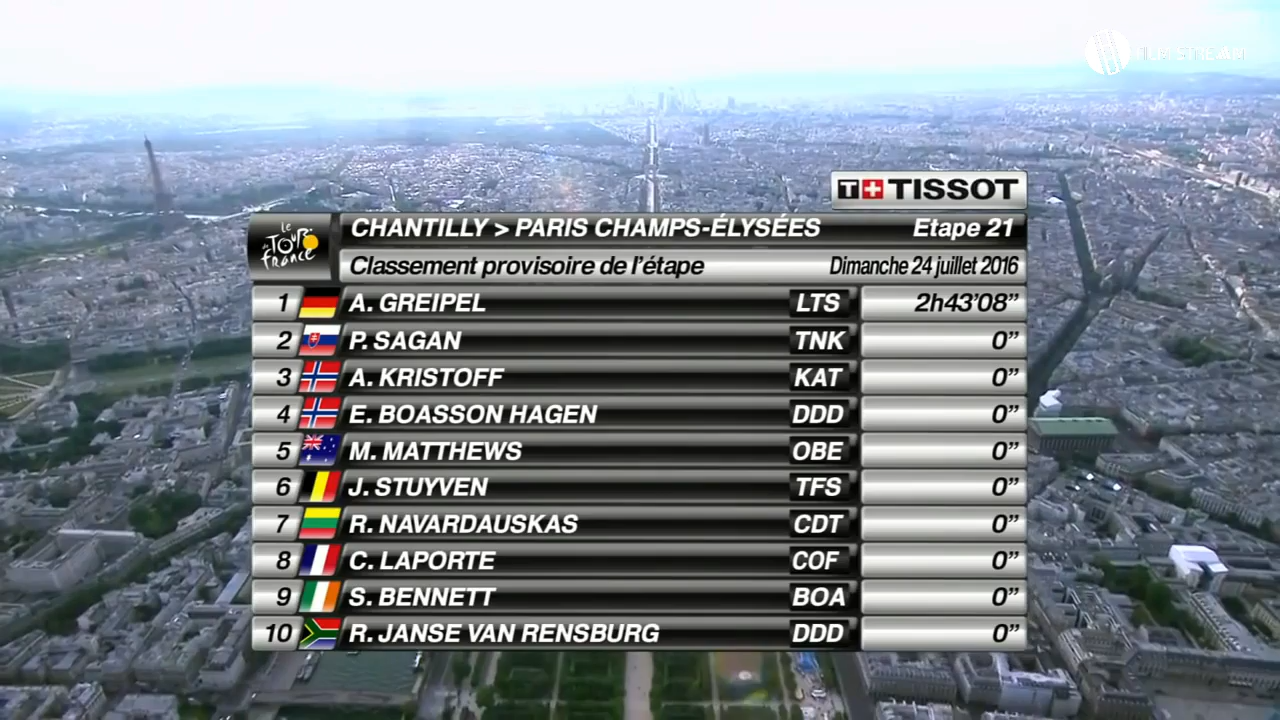 FILM STREAM
TISSOT
le TOUR de france
CHANTILLY > PARIS CHAMPS-ÉLYSÉES Etape 21
Classement provisoire de l'étape Dimanche 24 juillet 2016
1 A. GREIPEL LTS 2h43'08”
2 P. SAGAN TNK 0”
3 A. KRISTOFF KAT 0”
4 E. BOASSON HAGEN DDD 0”
5 M. MATTHEWS OBE 0”
6 J. STUYVEN TFS 0”
7 R. NAVARDAUSKAS CDT 0”
8 C. LAPORTE COF 0”
9 S. BENNETT BOA 0”
10 R. JANSE VAN RENSBURG DDD 0”